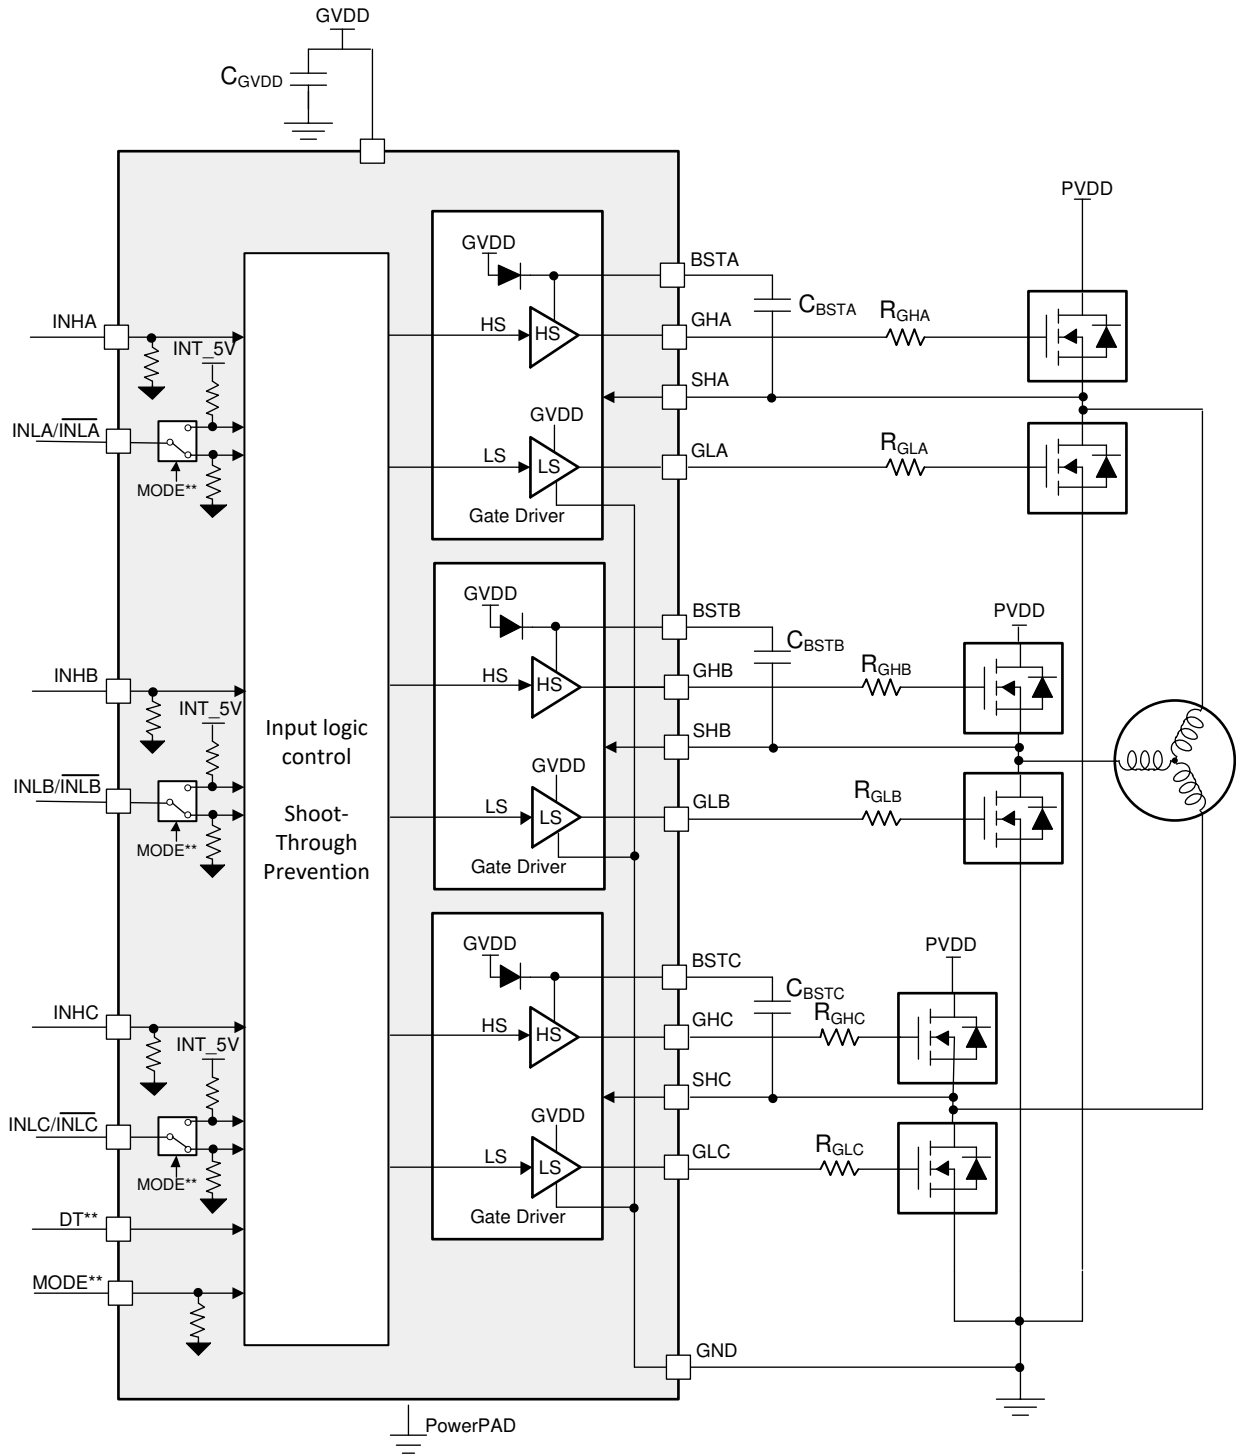 GVDD
CGVDD
PVDD
GVDD
BSTA
CBSTA
INHA
INT_5V
HS
HS
GHA
RGHA
SHA
INLA/INLA
MODE**
GVDD
LS
LS
GLA
RGLA
Gate Driver
GVDD
BSTB
CBSTB
PVDD
INHB
INT_5V
HS
HS
GHB
RGHB
Input logic
control
Shoot-
Through
Prevention
SHB
INLB/INLB
MODE**
GVDD
LS
LS
GLB
RGLB
Gate Driver
GVDD
BSTC
CBSTC
PVDD
INHC
INT_5V
HS
HS
GHC
RGHC
SHC
INLC/INLC
MODE**
GVDD
LS
LS
GLC
RGLC
Gate Driver
DT**
MODE**
GND
PowerPAD